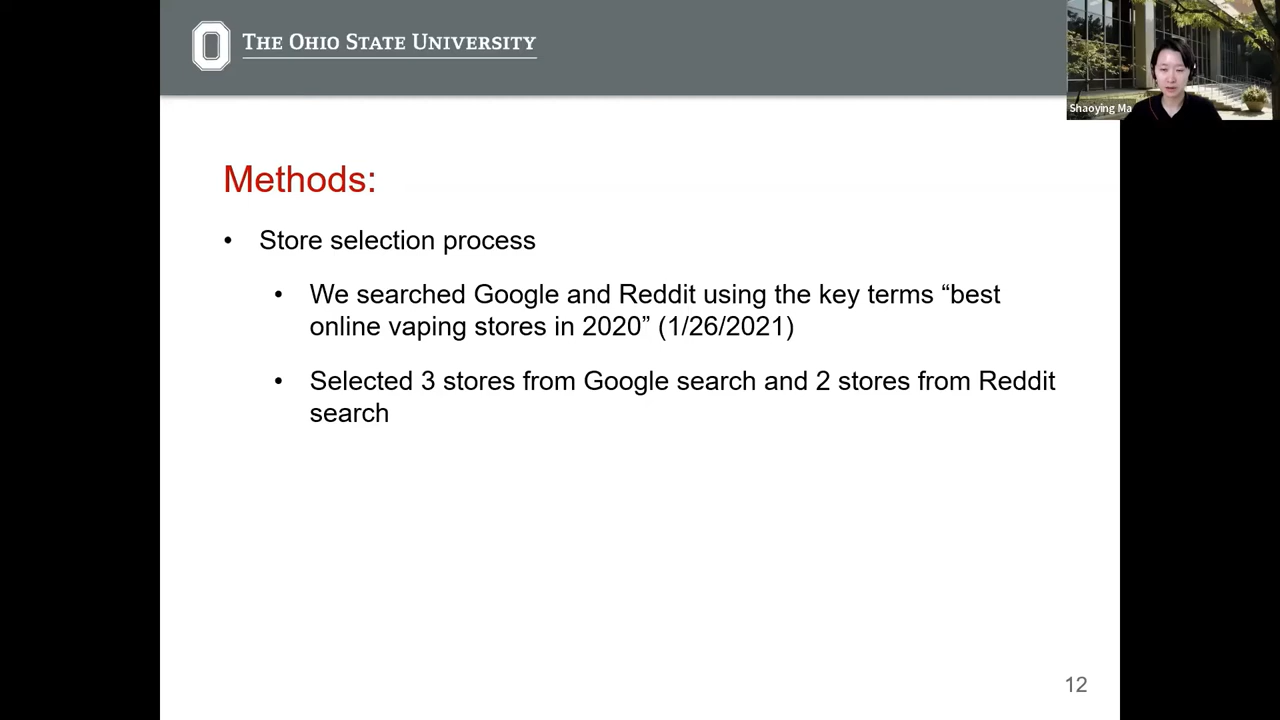 THE OHIO STATE UNIVERSITY
Shaoying Ma
Methods:
• Store selection process
• We searched Google and Reddit using the key terms “best
online vaping stores in 2020” (1/26/2021)
• Selected 3 stores from Google search and 2 stores from Reddit
search
12